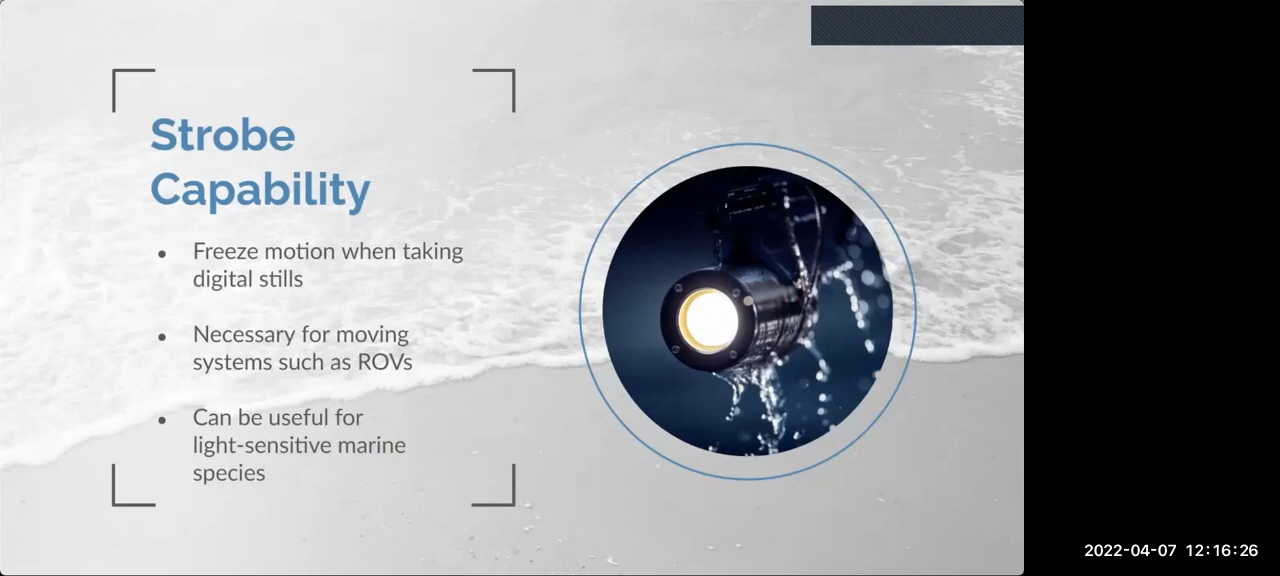 Strobe
Capability
• Freeze motion when taking
digital stills
• Necessary for moving
systems such as ROVs
• Can be useful for
light-sensitive marine
species
2022-04-07 12:16:26